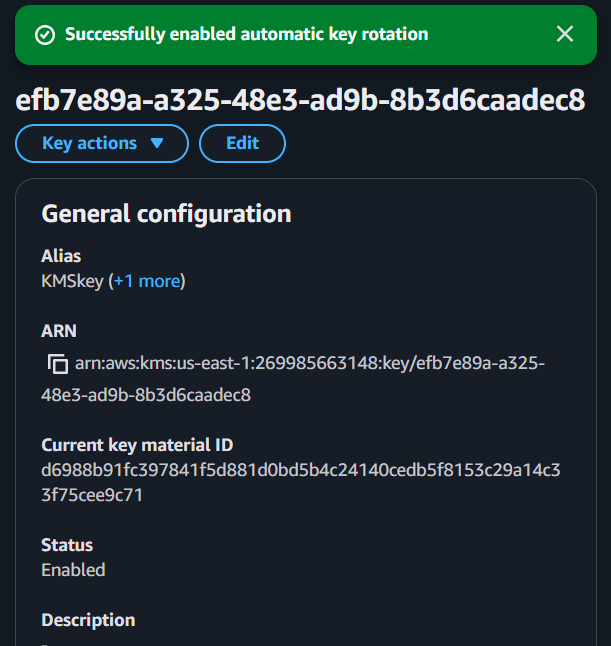 Successfully enabled automatic key rotation
efb7e89a-a325-48e3-ad9b-8b3d6caadec8
Key actions
Edit
General configuration
Alias
KMSkey (+1 more)
ARN
arn:aws:kms:us-east-1:269985663148:key/efb7e89a-a325-
48e3-ad9b-8b3d6caadec8
Current key material ID
d6988b91fc397841f5d881d0bd5b4c24140cedb5f8153c29a14c3
3f75cee9c71
Status
Enabled
Description